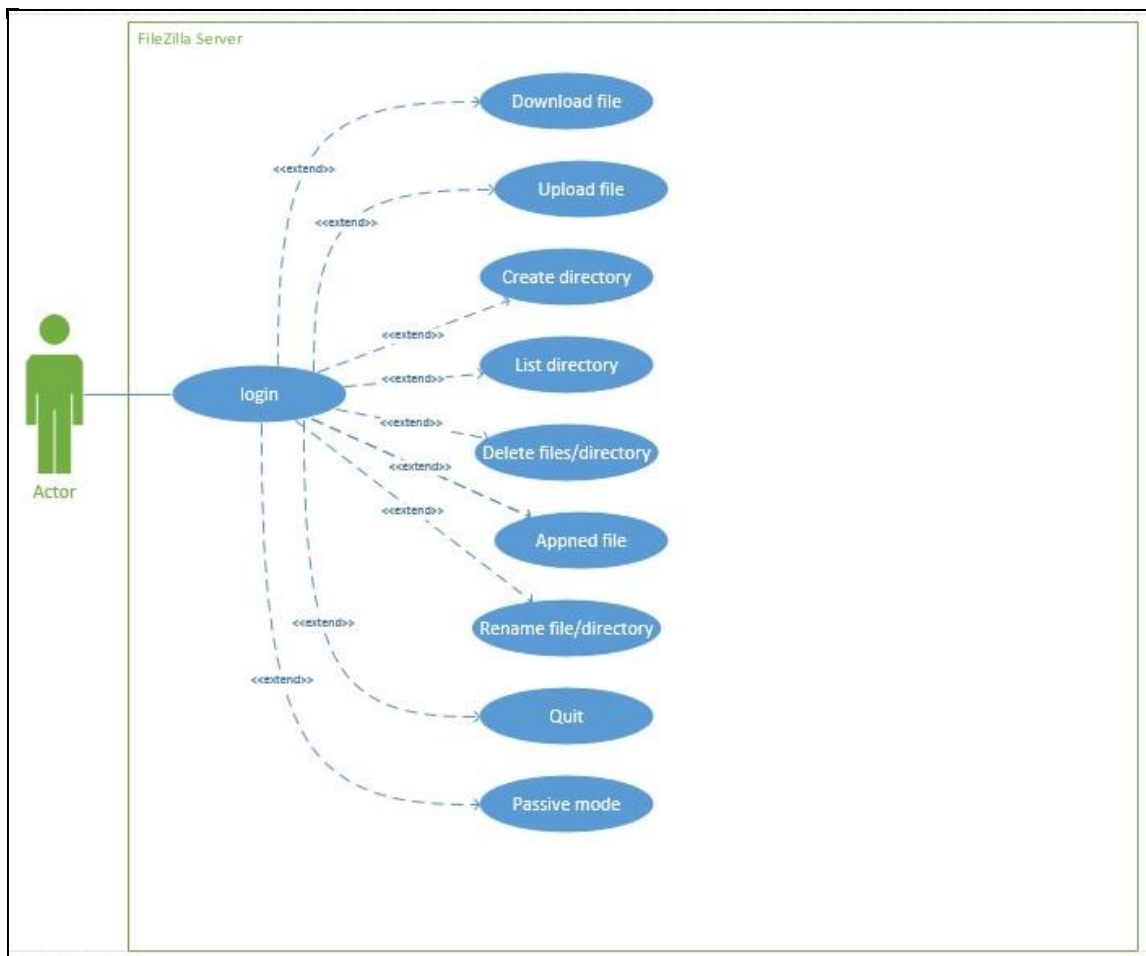 FileZilla Server
Download file
<<extend>>
Upload file
<<extend>>
Create directory
<<extend>>
List directory
<<extend>>
login
<<extend>>
Delete files/directory
<<extend>>
Actor
<<extend>>
Appned file
Rename file/directory
<<extend>>
<<extend>>
Quit
Passive mode